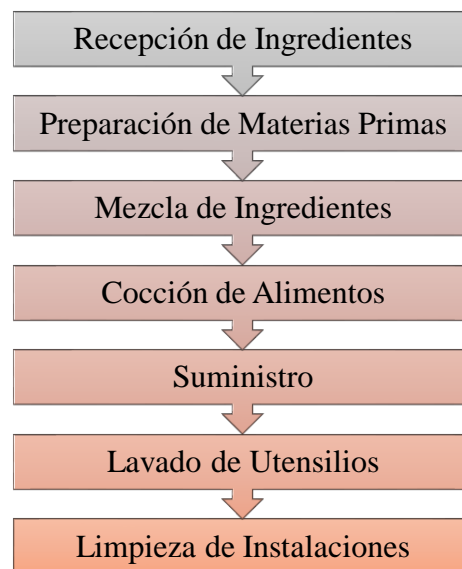 Recepción de Ingredientes
Preparación de Materias Primas
Mezcla de Ingredientes
Cocción de Alimentos
Suministro
Lavado de Utensilios
Limpieza de Instalaciones